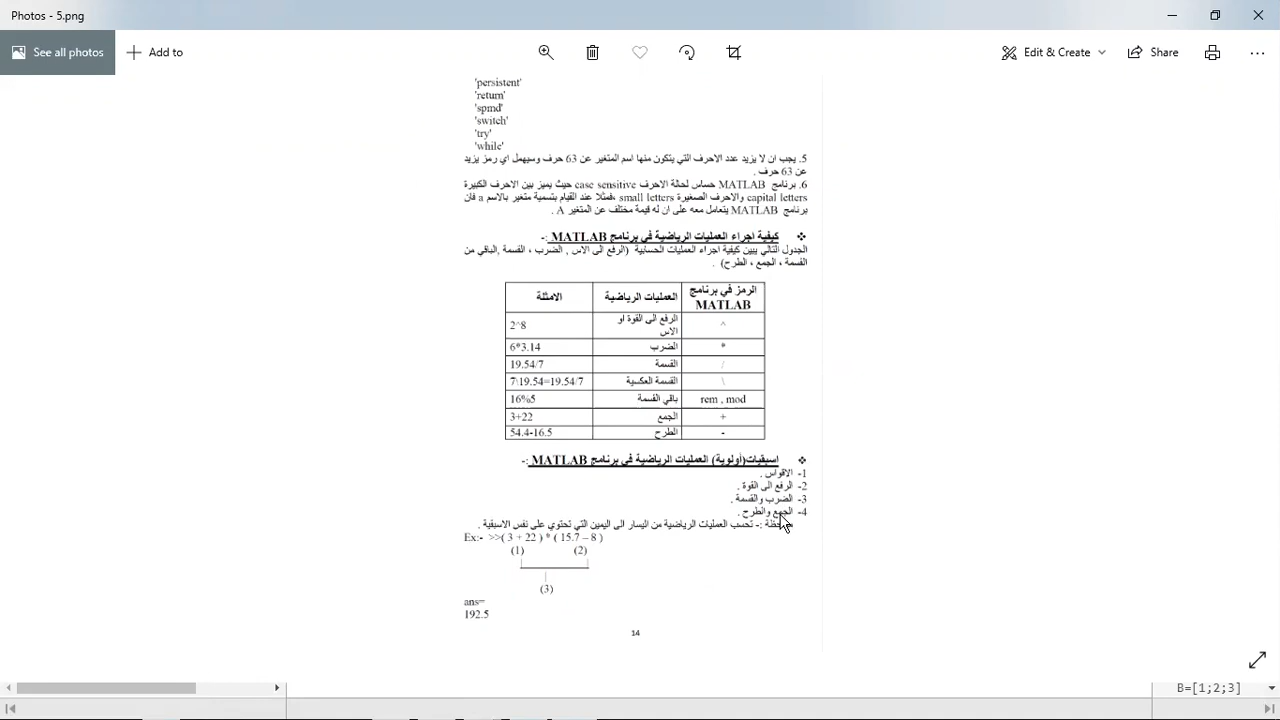 Photos - 5.png
See all photos
Add to
Edit & Create
Share
'persistent'
'return'
'spmd'
'switch'
'try'
'while'
5. يجب ان لا يزيد عدد الاحرف التي يتكون منها اسم المتغير عن 63 حرف وسيهمل اي رمز يزيد
عن 63 حرف .
6. برنامج MATLAB حساس لحالة الاحرف case sensitive حيث يميز بين الاحرف الكبيرة
capital letters والاحرف الصغيرة small letters ،فمثلا عند القيام بتسمية متغير بالاسم a فان
برنامج MATLAB يتعامل معه على ان له قيمة مختلف عن المتغير A .
❖ كيفية اجراء العمليات الرياضية في برنامج MATLAB :-
الجدول التالي يبين كيفية اجراء العمليات الحسابية (الرفع الى الاس , الضرب ، القسمة ,الباقي من
القسمة ، الجمع ، الطرح) .
الرمز في برنامج MATLAB العمليات الرياضية الامثلة
^ الرفع الى القوة او الاس 2^8
* الضرب 6*3.14
/ القسمة 19.54/7
\ القسمة العكسية 7\19.54=19.54/7
rem , mod باقي القسمة 16%5
+ الجمع 3+22
- الطرح 54.4-16.5
❖ اسبقيات(أولوية) العمليات الرياضية في برنامج MATLAB :-
1- الاقواس .
2- الرفع الى القوة .
3- الضرب والقسمة .
4- الجمع والطرح .
:- تحسب العمليات الرياضية من اليسار الى اليمين التي تحتوي على نفس الاسبقية .
Ex:- >>( 3 + 22 ) * ( 15.7 – 8 )
(1) (2)
(3)
ans=
192.5
14
B=[1;2;3]